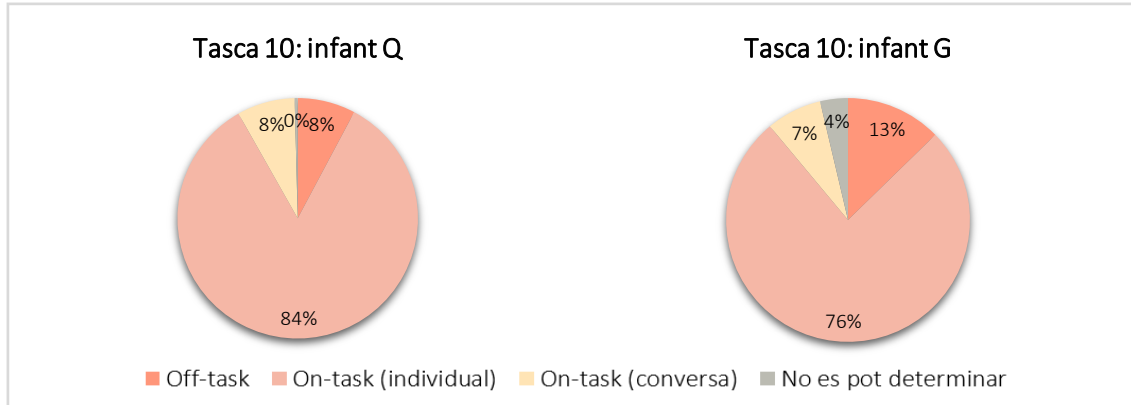 Tasca 10: infant Q
8%
0%
8%
84%
Tasca 10: infant G
7%
4%
13%
76%
Off-task
On-task (individual)
On-task (conversa)
No es pot determinar